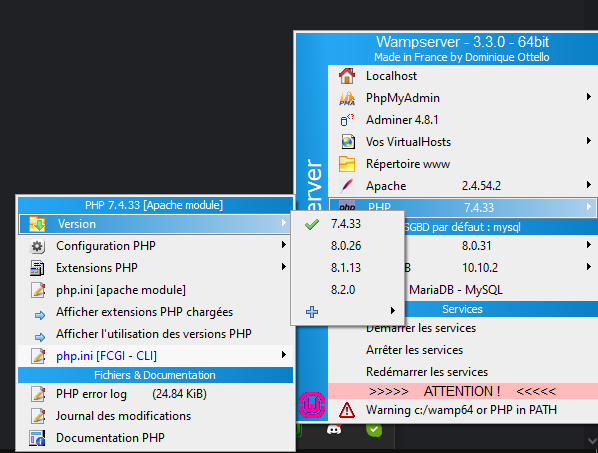 Wampserver - 3.3.0 - 64bit
Made in France by Dominique Ottello
Localhost
PhpMyAdmin
PMA
Adminer 4.8.1
Vos VirtualHosts
Répertoire www
Apache 2.4.54.2
php PHP 7.4.33
SGBD par défaut : mysql
8.0.31
B 10.10.2
MariaDB - MySQL
Services
Démarrer les services
Arrêter les services
Redémarrer les services
>>>>> ATTENTION ! <<<<<
Warning c:/wamp64 or PHP in PATH
erver
PHP 7.4.33 [Apache module]
Version
Configuration PHP
Extensions PHP
php.ini [apache module]
Afficher extensions PHP chargées
Afficher l'utilisation des versions PHP
php.ini [FCGI - CLI]
Fichiers & Documentation
PHP error log (24.84 KiB)
Journal des modifications
Documentation PHP
7.4.33
8.0.26
8.1.13
8.2.0